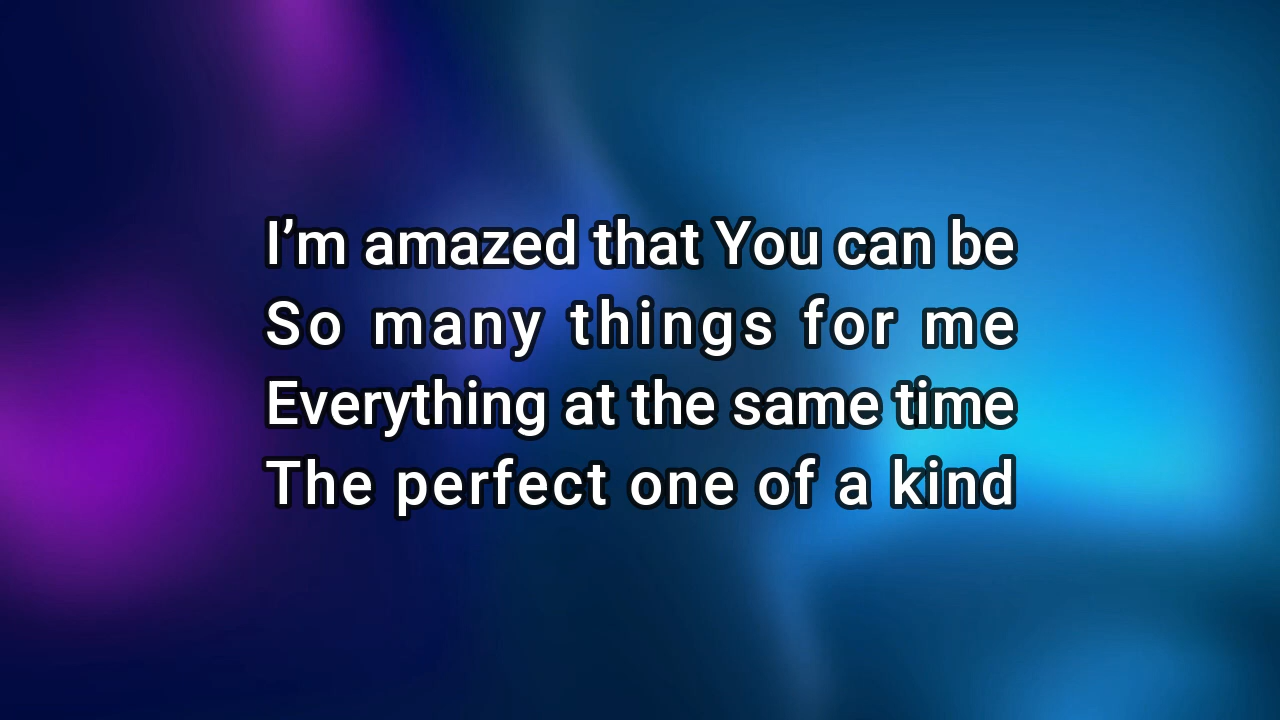 I’m amazed that You can be
So many things for me
Everything at the same time
The perfect one of a kind